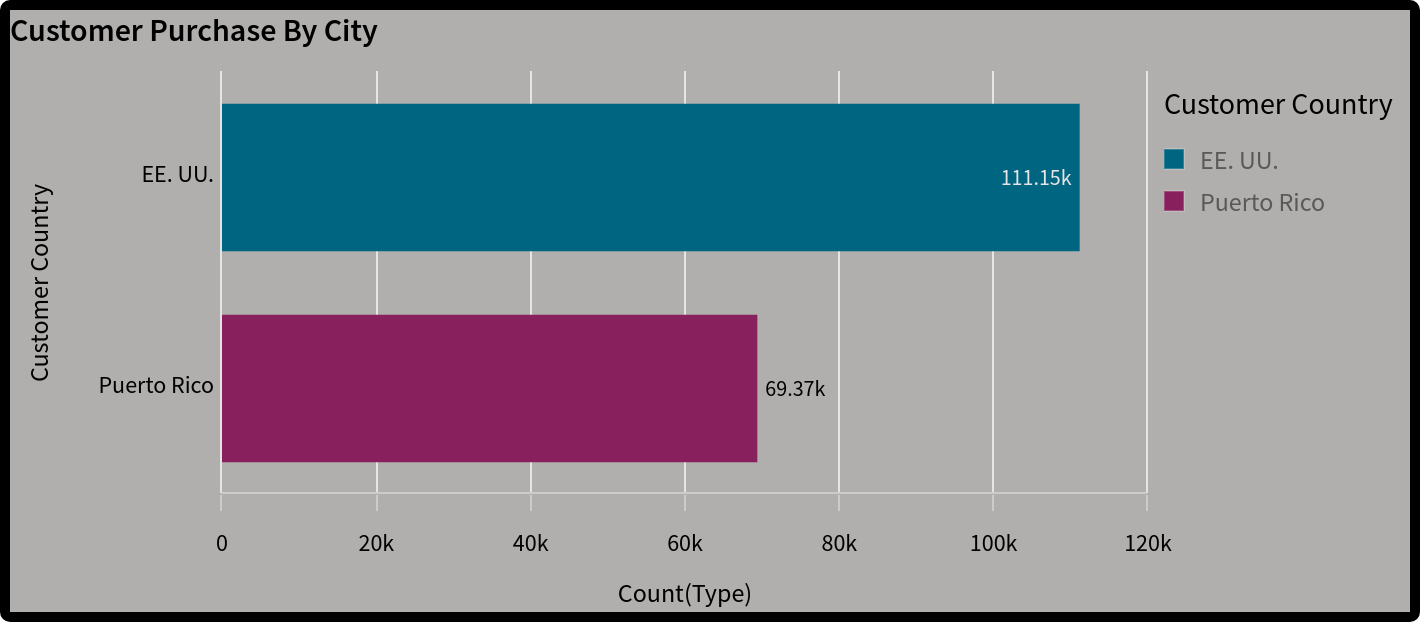 Customer Purchase By City
Customer Country
EE. UU.
Puerto Rico
111.15k
69.37k
0 20k 40k 60k 80k 100k 120k
Count(Type)
Customer Country
EE. UU.
Puerto Rico